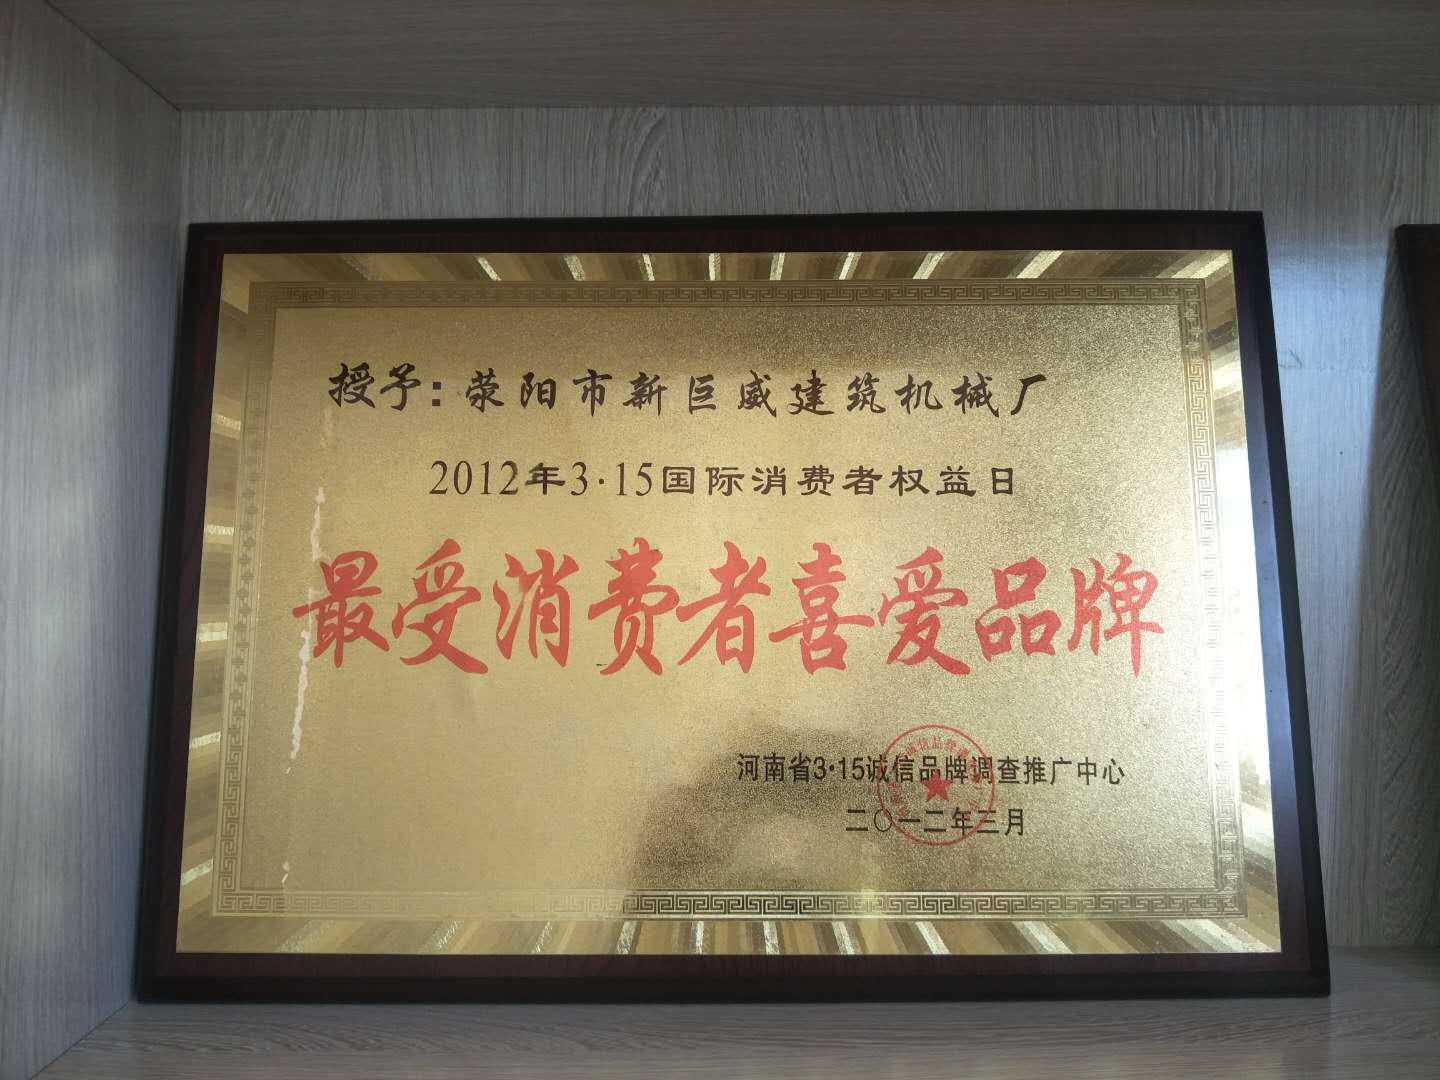 授予:荥阳市新巨威建筑机械厂
2012年3·15国际消费者权益日
最受消费者喜爱品牌
河南省3·15诚信品牌调查推广中心
二〇一二年三月